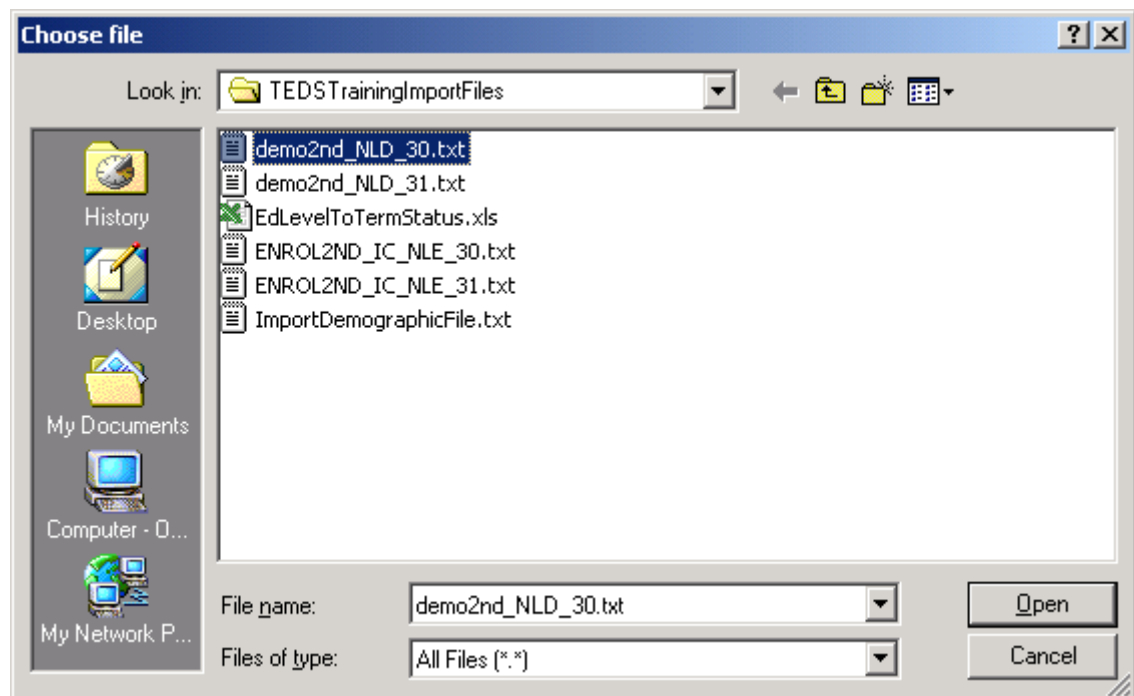 Choose file
Look in: TEDSTrainingImportFiles
History
Desktop
My Documents
Computer - O...
My Network P...
demo2nd_NLD_30.txt
demo2nd_NLD_31.txt
EdLevelToTermStatus.xls
ENROL2ND_IC_NLE_30.txt
ENROL2ND_IC_NLE_31.txt
ImportDemographicFile.txt
File name: demo2nd_NLD_30.txt Open
Files of type: All Files (*.*) Cancel